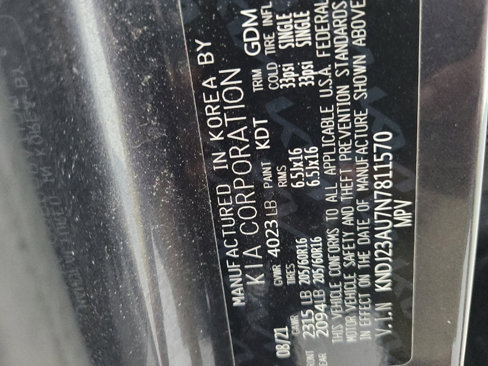 MANUFACTURED IN KOREA BY
KIA CORPORATION
08/21 GVWR 4023 LB PAINT KDT TRIM GDM
GAWR TIRES RIMS COLD TIRE INFL
2315 LB 205/60R16 6.5Jx16 33psi SINGLE
2094LB 205/60R16 6.5Jx16 33psi SINGLE
THIS VEHICLE CONFORMS TO ALL APPLICABLE U.S.A. FEDERAL
MOTOR VEHICLE SAFETY AND THEFT PREVENTION STANDARDS
IN EFFECT ON THE DATE OF MANUFACTURE SHOWN ABOVE
V.I.N KNDJ23AU7N7811570
MPV